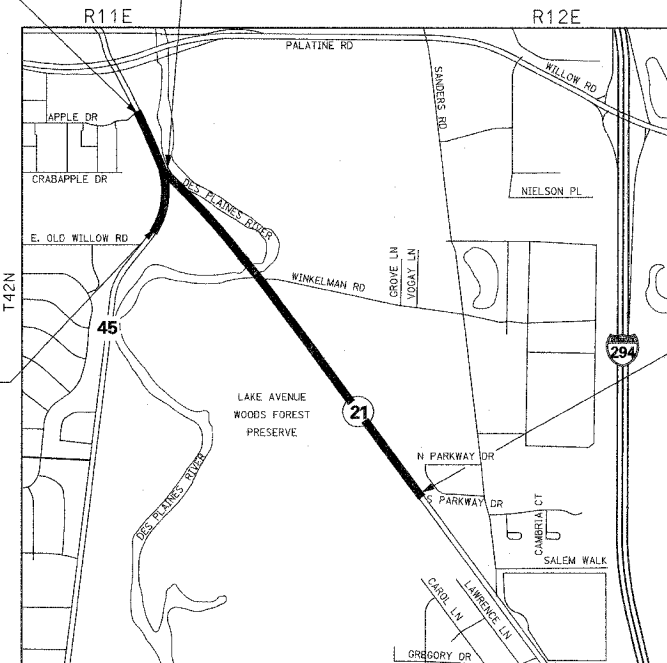 R11E
R12E
PALATINE RD
WILLOW RD
SANDERS RD
APPLE DR
CRABAPPLE DR
DES PLAINES RIVER
NIELSON PL
E. OLD WILLOW RD
T42N
WINKELMAN RD
GROVE LN
VOGAY LN
45
294
LAKE AVENUE
WOODS FOREST
PRESERVE
21
N PARKWAY DR
S PARKWAY DR
DES PLAINES RIVER
CAMBRIA CT
SALEM WALK
CAROL LN
LAWRENCE LN
GREGORY DR